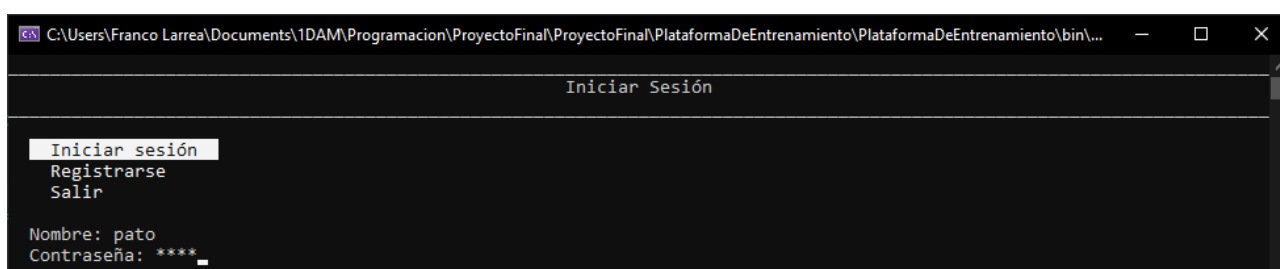 C:\Users\Franco Larrea\Documents\1DAM\Programacion\ProyectoFinal\ProyectoFinal\PlataformaDeEntrenamiento\PlataformaDeEntrenamiento\bin\...
Iniciar Sesión
Iniciar sesión
Registrarse
Salir
Nombre: pato
Contraseña: ****